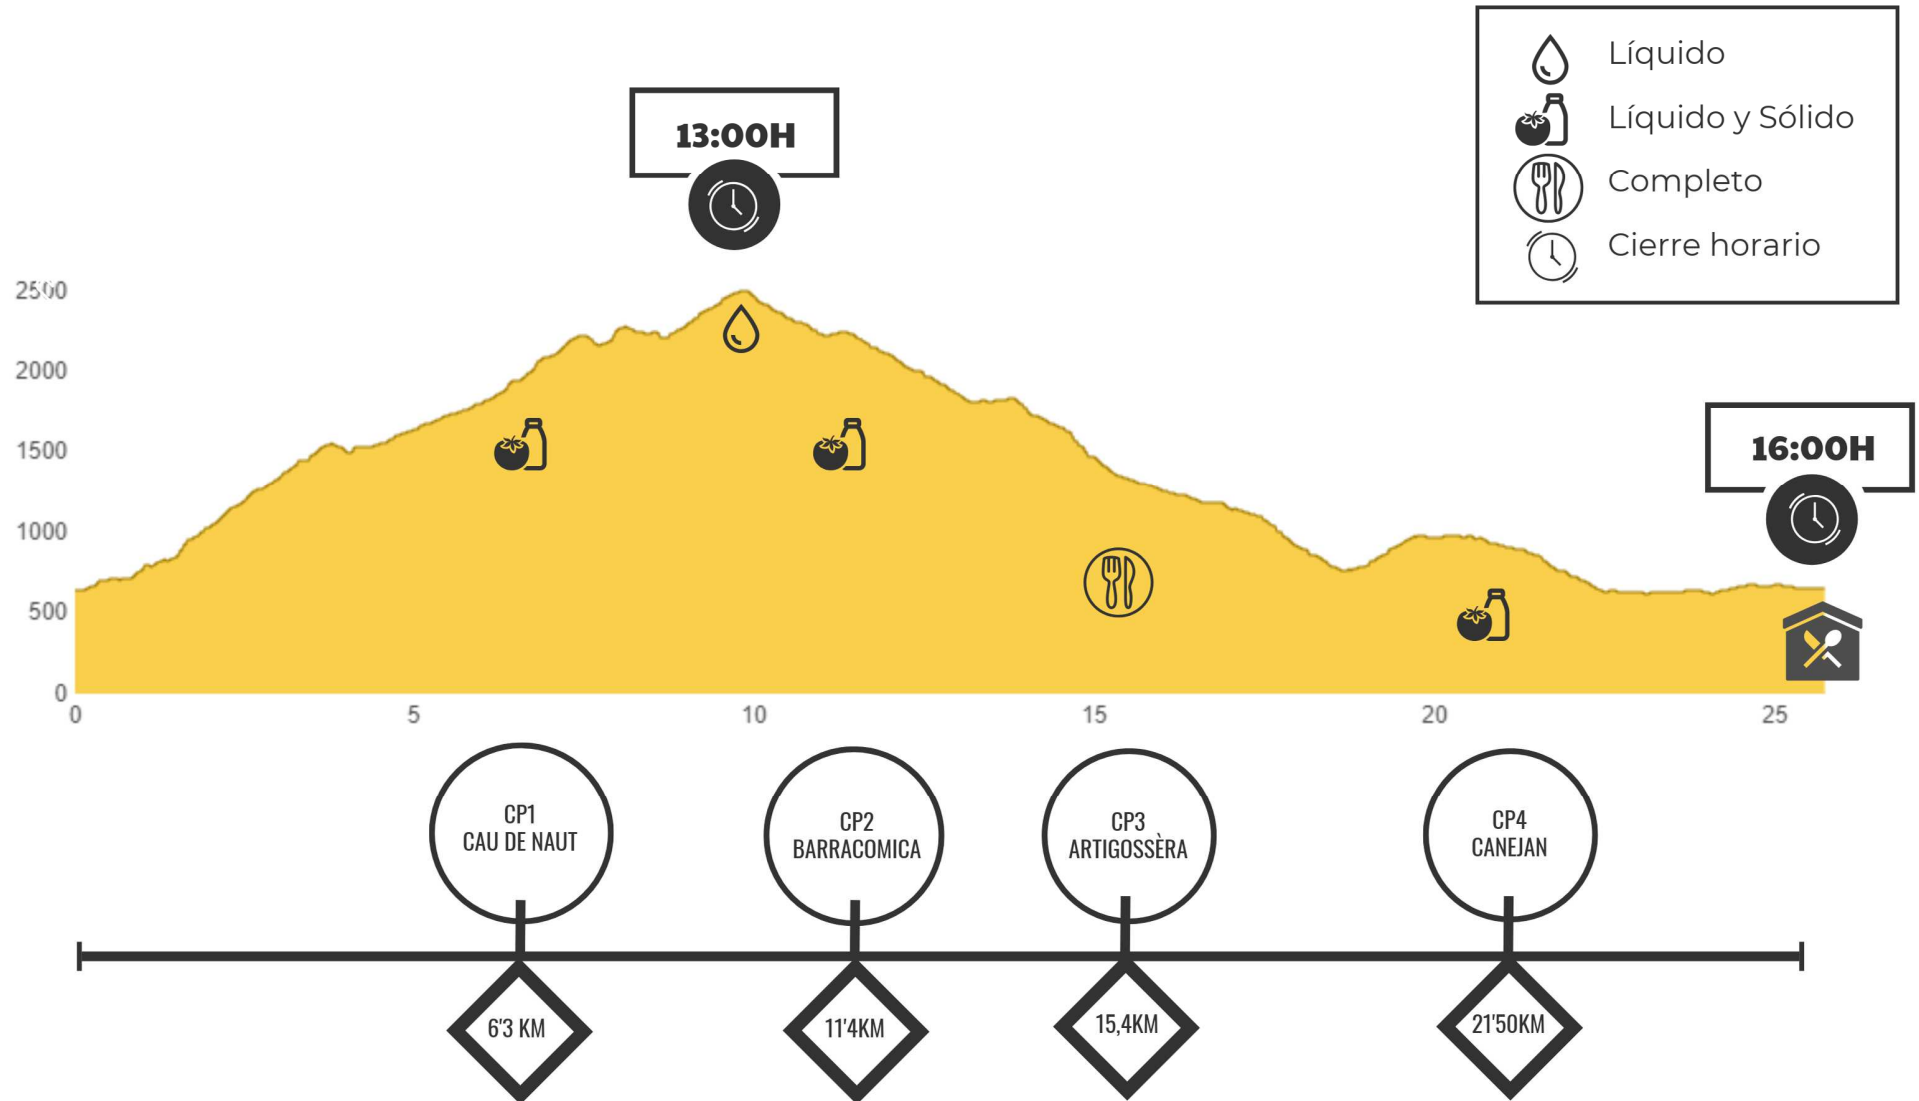 Líquido
Líquido y Sólido
Completo
Cierre horario
13:00H
16:00H
2500
2000
1500
1000
500
0
0 5 10 15 20 25
CP1
CAU DE NAUT
CP2
BARRACOMICA
CP3
ARTIGOSSÈRA
CP4
CANEJAN
6'3 KM
11'4KM
15,4KM
21'50KM